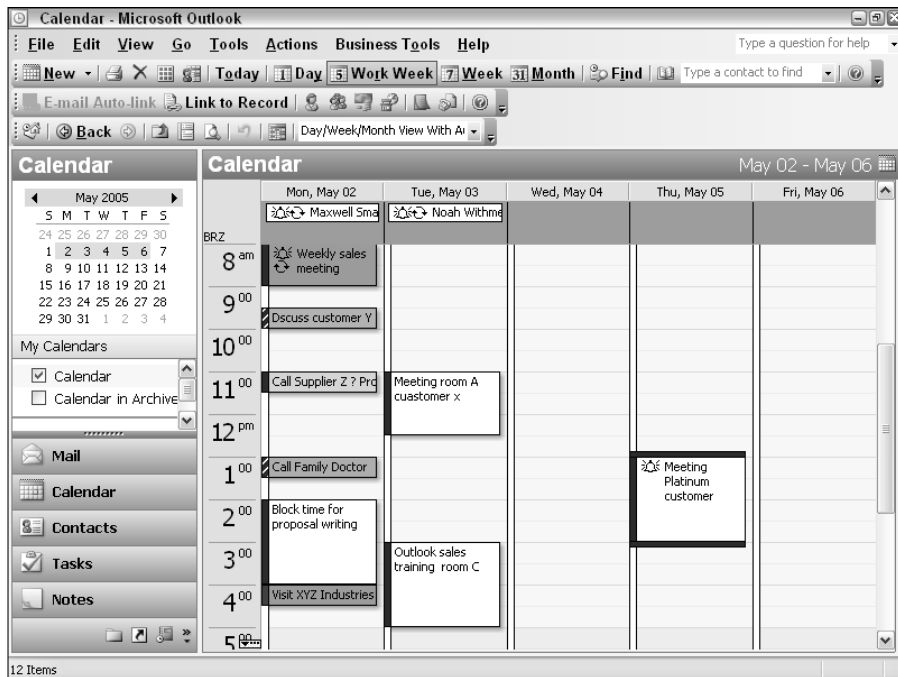 Calendar - Microsoft Outlook
File Edit View Go Tools Actions Business Tools Help Type a question for help
New Today 1 Day 5 Work Week 7 Week 31 Month Find Type a contact to find
E-mail Auto-link Link to Record
Back Day/Week/Month View With Au
Calendar
May 2005
S M T W T F S
24 25 26 27 28 29 30
1 2 3 4 5 6 7
8 9 10 11 12 13 14
15 16 17 18 19 20 21
22 23 24 25 26 27 28
29 30 31 1 2 3 4
My Calendars
Calendar
Calendar in Archive
Mail
Calendar
Contacts
Tasks
Notes
Calendar May 02 - May 06
Mon, May 02 Tue, May 03 Wed, May 04 Thu, May 05 Fri, May 06
Maxwell Sma Noah Withme
BRZ
8 am Weekly sales
meeting
9 00 Dscuss customer Y
10 00
11 00 Call Supplier Z ? Pro Meeting room A
cuastomer x
12 pm
1 00 Call Family Doctor Meeting
Platinum
customer
2 00 Block time for
proposal writing
3 00 Outlook sales
training room C
4 00 Visit XYZ Industries
5 00
12 Items